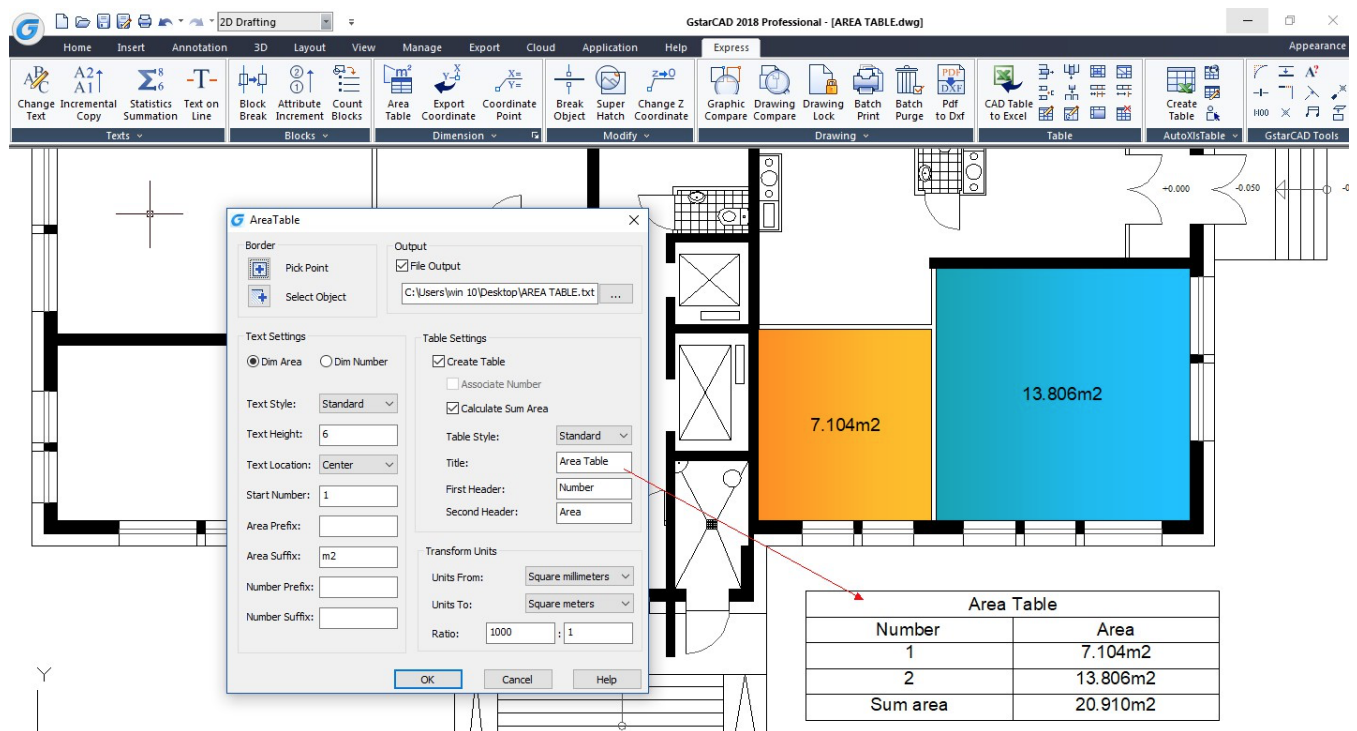 2D Drafting
GstarCAD 2018 Professional - [AREA TABLE.dwg]
Home Insert Annotation 3D Layout View Manage Export Cloud Application Help Express Appearance
Change Text
Incremental Copy
Statistics Summation
Text on Line
Block Break
Attribute Increment
Count Blocks
Area Table
Export Coordinate
Coordinate Point
Break Object
Super Hatch
Change Z Coordinate
Graphic Compare
Drawing Compare
Drawing Lock
Batch Print
Batch Purge
Pdf to Dxf
CAD Table to Excel
Create Table
Texts
Blocks
Dimension
Modify
Drawing
Table
AutoXlsTable
GstarCAD Tools
+0.000
-0.050
AreaTable
Border
Pick Point
Select Object
Output
File Output
C:\Users\win 10\Desktop\AREA TABLE.txt ...
Text Settings
Dim Area Dim Number
Text Style: Standard
Text Height: 6
Text Location: Center
Start Number: 1
Area Prefix:
Area Suffix: m2
Number Prefix:
Number Suffix:
Table Settings
Create Table
Associate Number
Calculate Sum Area
Table Style: Standard
Title: Area Table
First Header: Number
Second Header: Area
Transform Units
Units From: Square millimeters
Units To: Square meters
Ratio: 1000 : 1
OK Cancel Help
7.104m2
13.806m2
Area Table
Number Area
1 7.104m2
2 13.806m2
Sum area 20.910m2
Y